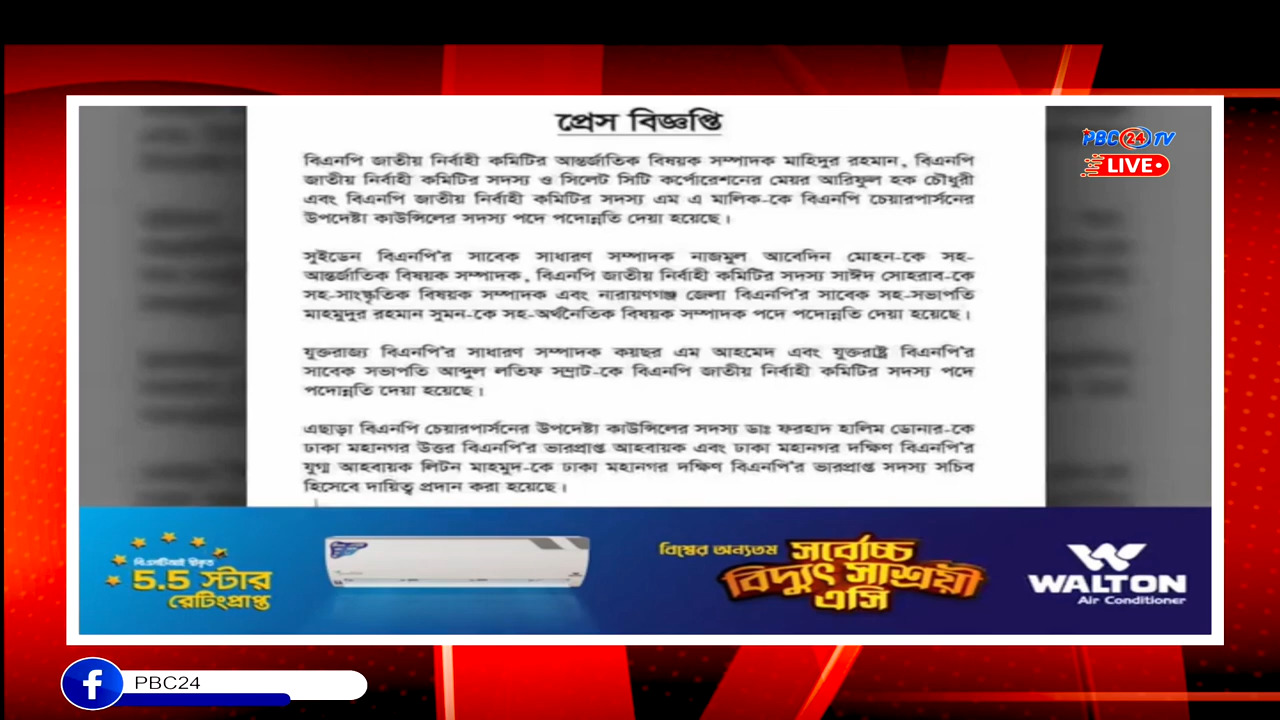 প্রেস বিজ্ঞপ্তি
PBC 24 TV
LIVE
বিএনপি জাতীয় নির্বাহী কমিটির আন্তর্জাতিক বিষয়ক সম্পাদক মাহিদুর রহমান, বিএনপি
জাতীয় নির্বাহী কমিটির সদস্য ও সিলেট সিটি কর্পোরেশনের মেয়র আরিফুল হক চৌধুরী
এবং বিএনপি জাতীয় নির্বাহী কমিটির সদস্য এম এ মালিক-কে বিএনপি চেয়ারপার্সনের
উপদেষ্টা কাউন্সিলের সদস্য পদে পদোন্নতি দেয়া হয়েছে।
সুইডেন বিএনপি'র সাবেক সাধারণ সম্পাদক নাজমুল আবেদিন মোহন-কে সহ-
আন্তর্জাতিক বিষয়ক সম্পাদক, বিএনপি জাতীয় নির্বাহী কমিটির সদস্য সাঈদ সোহরাব-কে
সহ-সাংষ্কৃতিক বিষয়ক সম্পাদক এবং নারায়ণগঞ্জ জেলা বিএনপি'র সাবেক সহ-সভাপতি
মাহমুদুর রহমান সুমন-কে সহ-অর্থনৈতিক বিষয়ক সম্পাদক পদে পদোন্নতি দেয়া হয়েছে।
যুক্তরাজ্য বিএনপি'র সাধারণ সম্পাদক কয়ছর এম আহমেদ এবং যুক্তরাষ্ট্র বিএনপি'র
সাবেক সভাপতি আব্দুল লতিফ সম্রাট-কে বিএনপি জাতীয় নির্বাহী কমিটির সদস্য পদে
পদোন্নতি দেয়া হয়েছে।
এছাড়া বিএনপি চেয়ারপার্সনের উপদেষ্টা কাউন্সিলের সদস্য ডাঃ ফরহাদ হালিম ডোনার-কে
ঢাকা মহানগর উত্তর বিএনপি'র ভারপ্রাপ্ত আহবায়ক এবং ঢাকা মহানগর দক্ষিণ বিএনপি'র
যুগ্ম আহবায়ক লিটন মাহমুদ-কে ঢাকা মহানগর দক্ষিণ বিএনপি'র ভারপ্রাপ্ত সদস্য সচিব
হিসেবে দায়িত্ব প্রদান করা হয়েছে।
বিএসটিআই স্বীকৃত
5.5 স্টার
রেটিংপ্রাপ্ত
বিশ্বের অন্যতম সর্বোচ্চ
বিদ্যুৎ সাশ্রয়ী
এসি
WALTON
Air Conditioner
PBC24